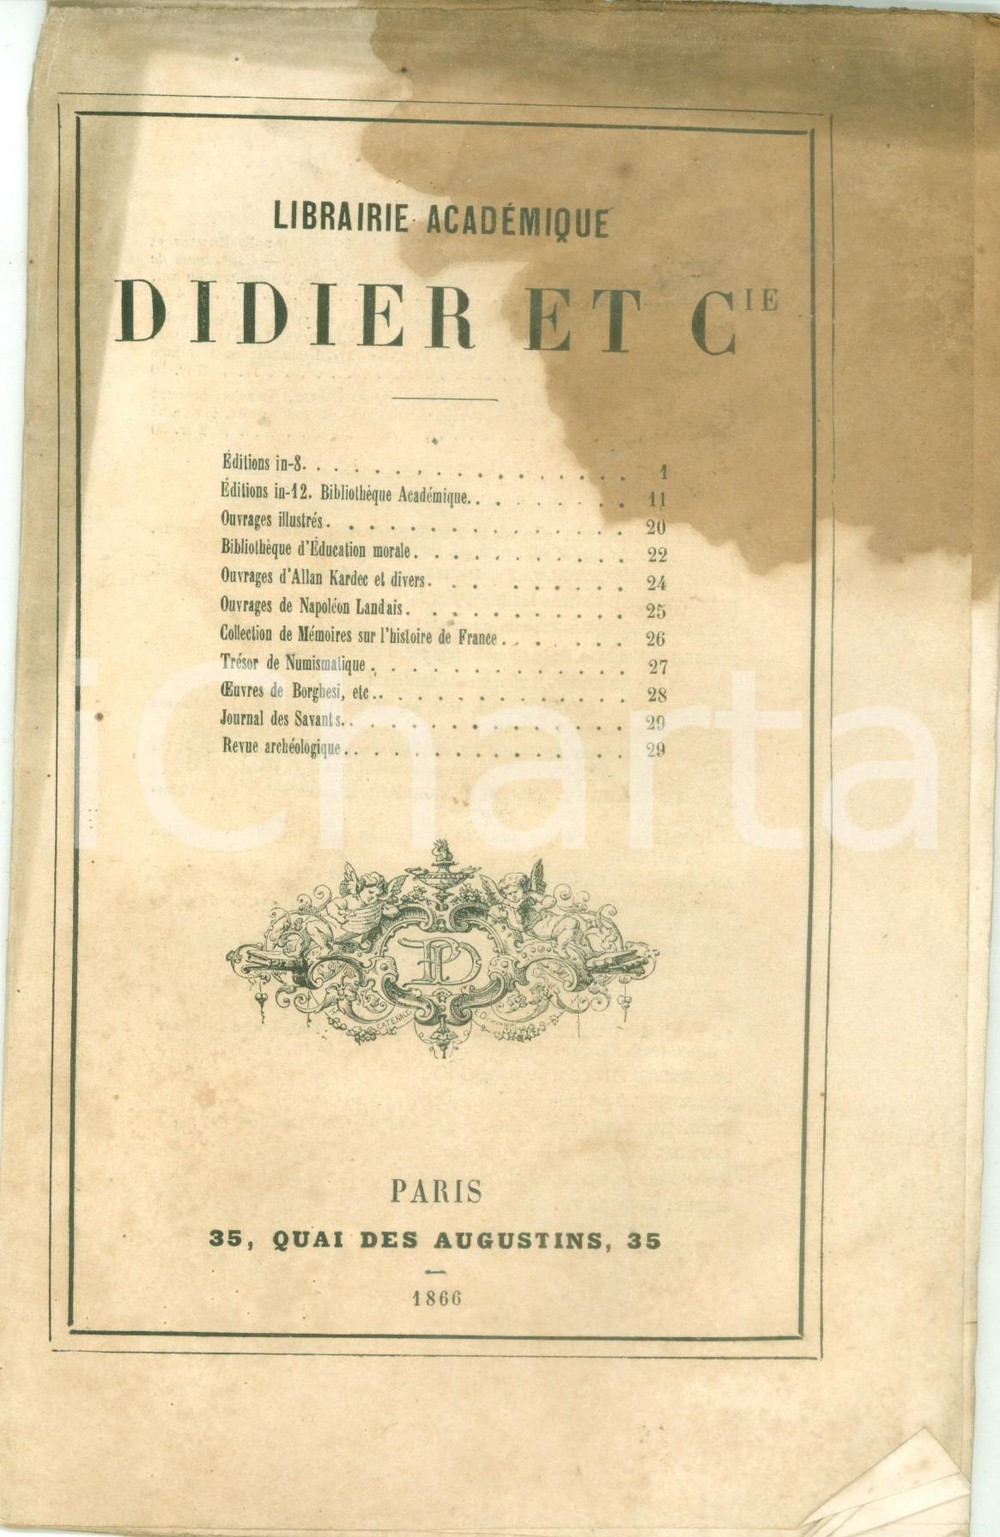 LIBRAIRIE ACADÉMIQUE
DIDIER ET CIE
Éditions in-8. . . . . . . . . . . . . . . 1
Éditions in-12. Bibliothèque Académique. . . . . . . . 11
Ouvrages illustrés. . . . . . . . . . . . . . 20
Bibliothèque d'Éducation morale. . . . . . . . . . 22
Ouvrages d'Allan Kardec et divers. . . . . . . . . 24
Ouvrages de Napoléon Landais. . . . . . . . . . 25
Collection de Mémoires sur l'histoire de France. . . . . . 26
Trésor de Numismatique. . . . . . . . . . . . 27
Œuvres de Borghesi, etc. . . . . . . . . . . . 28
Journal des Savants. . . . . . . . . . . . . 29
Revue archéologique. . . . . . . . . . . . . 29
PARIS
35, QUAI DES AUGUSTINS, 35
1866
iCharta